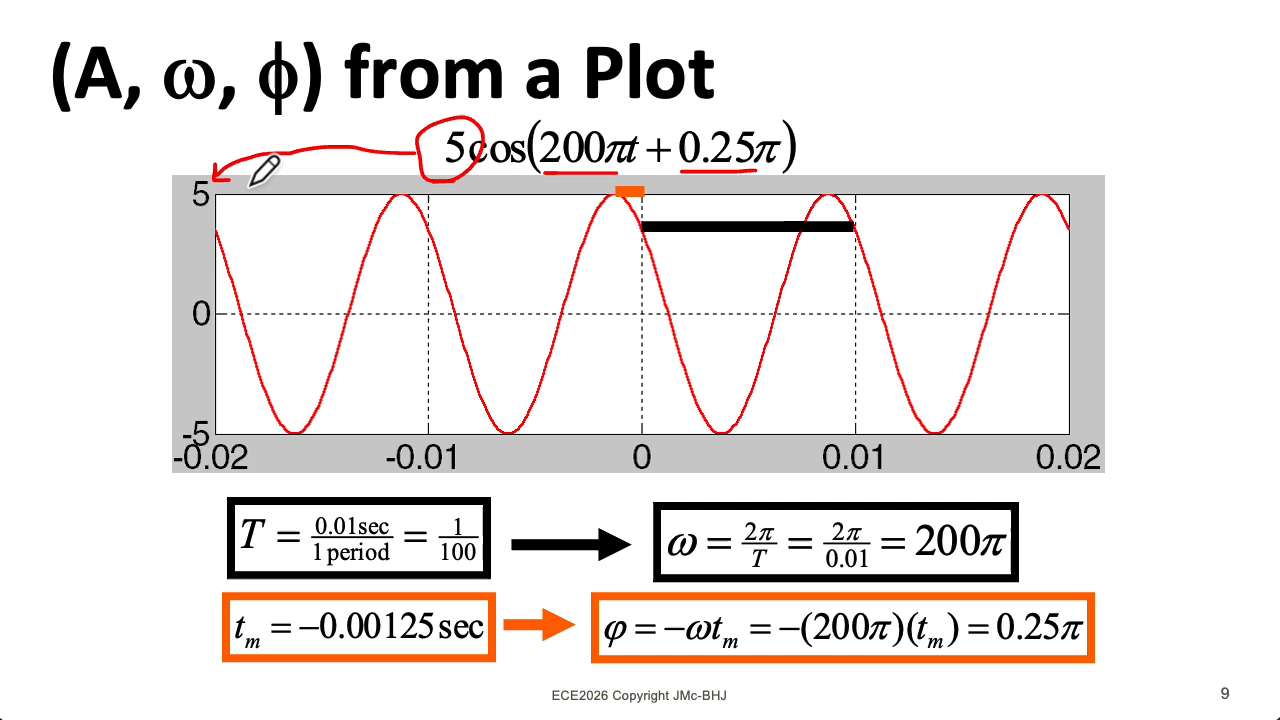 (A, ω, ϕ) from a Plot
5cos(200πt + 0.25π)
5
0
-5
-0.02 -0.01 0 0.01 0.02
T = 0.01sec/1 period = 1/100
ω = 2π/T = 2π/0.01 = 200π
t_m = −0.00125 sec
φ = −ωt_m = −(200π)(t_m) = 0.25π
ECE2026 Copyright JMc-BHJ
9